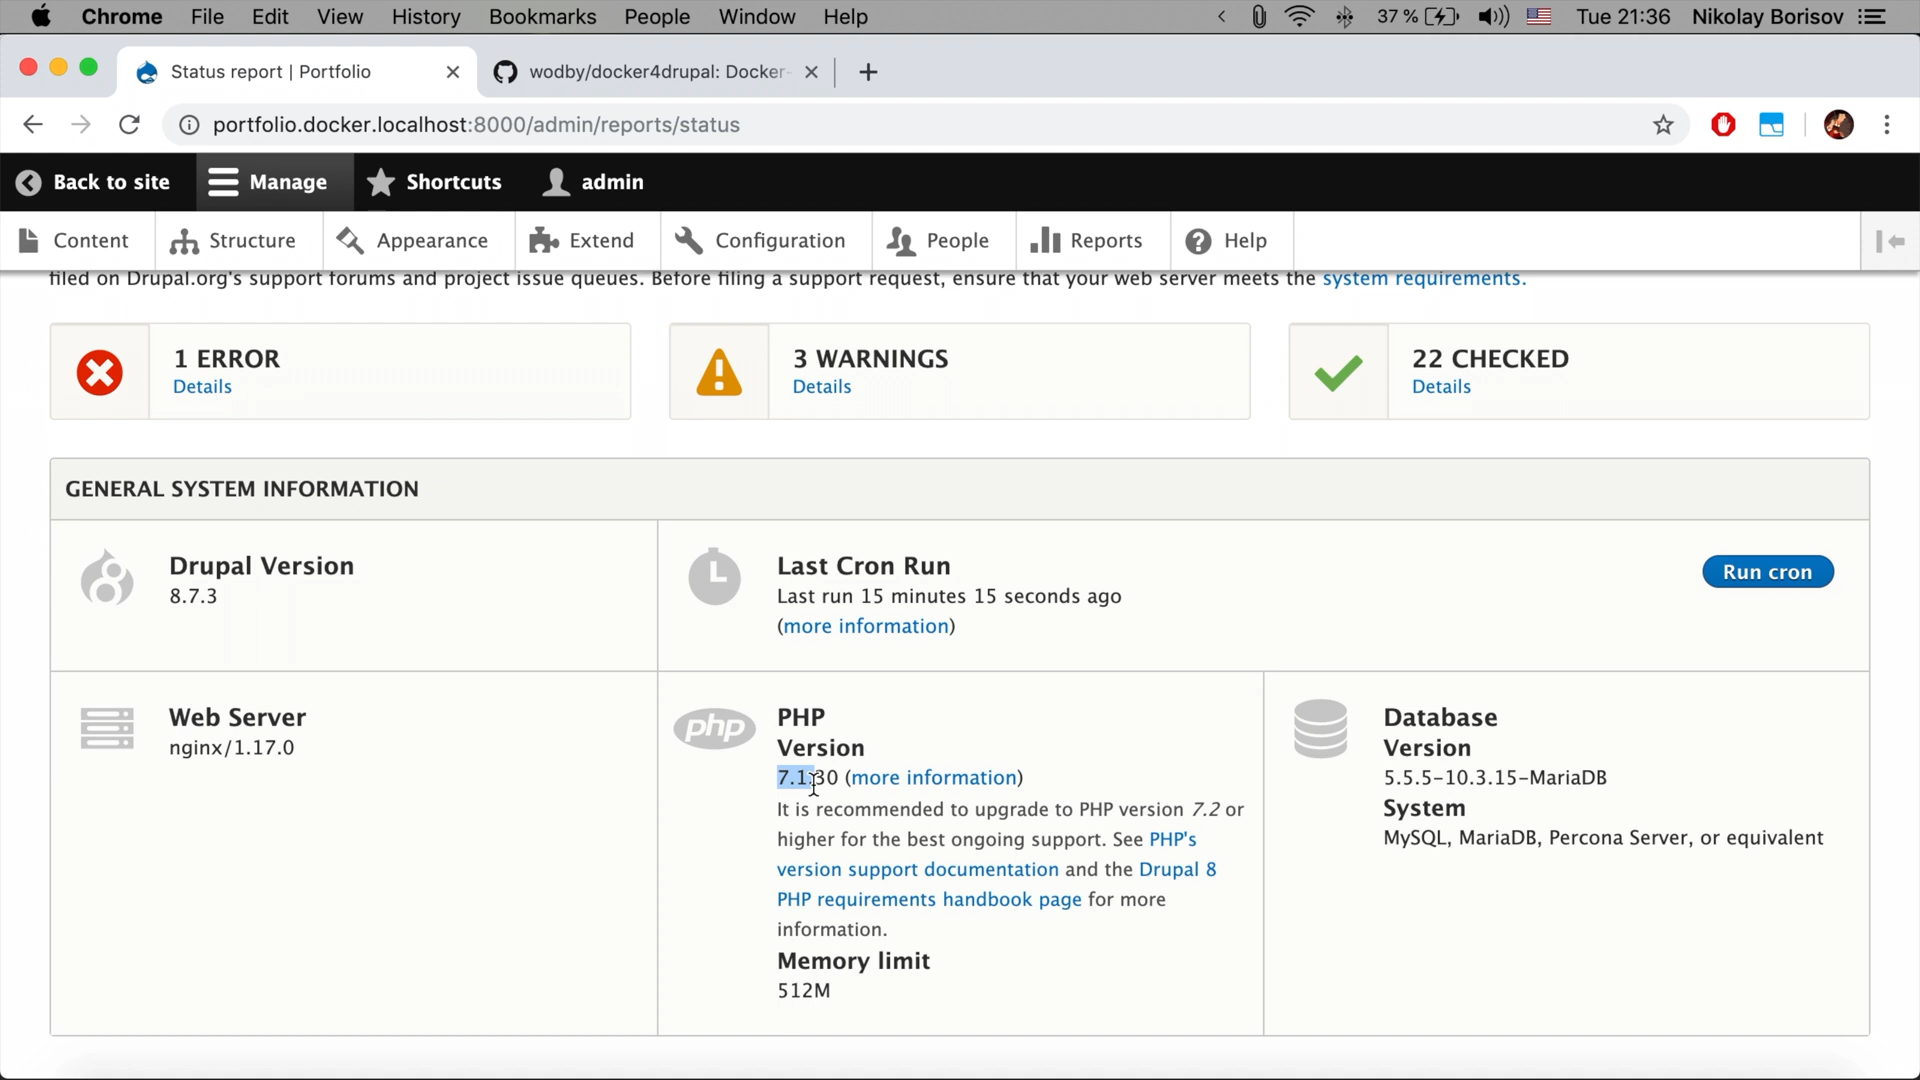 Chrome File Edit View History Bookmarks People Window Help 37 % Tue 21:36 Nikolay Borisov
Status report | Portfolio wodby/docker4drupal: Docker-
portfolio.docker.localhost:8000/admin/reports/status
Back to site Manage Shortcuts admin
Content Structure Appearance Extend Configuration People Reports Help
filed on Drupal.org's support forums and project issue queues. Before filing a support request, ensure that your web server meets the system requirements.
1 ERROR
Details
3 WARNINGS
Details
22 CHECKED
Details
GENERAL SYSTEM INFORMATION
Drupal Version
8.7.3
Last Cron Run
Last run 15 minutes 15 seconds ago
(more information)
Run cron
Web Server
nginx/1.17.0
php
PHP
Version
7.1.30 (more information)
It is recommended to upgrade to PHP version 7.2 or
higher for the best ongoing support. See PHP's
version support documentation and the Drupal 8
PHP requirements handbook page for more
information.
Memory limit
512M
Database
Version
5.5.5-10.3.15-MariaDB
System
MySQL, MariaDB, Percona Server, or equivalent